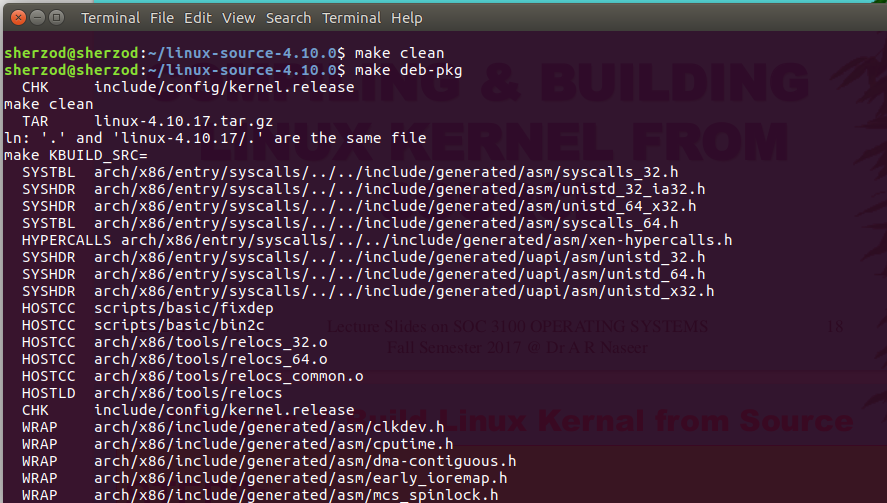 Terminal File Edit View Search Terminal Help
sherzod@sherzod:~/linux-source-4.10.0$ make clean
sherzod@sherzod:~/linux-source-4.10.0$ make deb-pkg
CHK include/config/kernel.release
make clean
TAR linux-4.10.17.tar.gz
ln: '.' and 'linux-4.10.17/.' are the same file
make KBUILD_SRC=
SYSTBL arch/x86/entry/syscalls/../../include/generated/asm/syscalls_32.h
SYSHDR arch/x86/entry/syscalls/../../include/generated/asm/unistd_32_ia32.h
SYSHDR arch/x86/entry/syscalls/../../include/generated/asm/unistd_64_x32.h
SYSTBL arch/x86/entry/syscalls/../../include/generated/asm/syscalls_64.h
HYPERCALLS arch/x86/entry/syscalls/../../include/generated/asm/xen-hypercalls.h
SYSHDR arch/x86/entry/syscalls/../../include/generated/uapi/asm/unistd_32.h
SYSHDR arch/x86/entry/syscalls/../../include/generated/uapi/asm/unistd_64.h
SYSHDR arch/x86/entry/syscalls/../../include/generated/uapi/asm/unistd_x32.h
HOSTCC scripts/basic/fixdep
HOSTCC scripts/basic/bin2c
HOSTCC arch/x86/tools/relocs_32.o
HOSTCC arch/x86/tools/relocs_64.o
HOSTCC arch/x86/tools/relocs_common.o
HOSTLD arch/x86/tools/relocs
CHK include/config/kernel.release
WRAP arch/x86/include/generated/asm/clkdev.h
WRAP arch/x86/include/generated/asm/cputime.h
WRAP arch/x86/include/generated/asm/dma-contiguous.h
WRAP arch/x86/include/generated/asm/early_ioremap.h
WRAP arch/x86/include/generated/asm/mcs_spinlock.h
& BUILDING
LINUX KERNEL FROM
Lecture Slides on SOC 3100 OPERATING SYSTEMS 18
Fall Semester 2017 @ Dr A R Naseer
Build Linux Kernal from Source